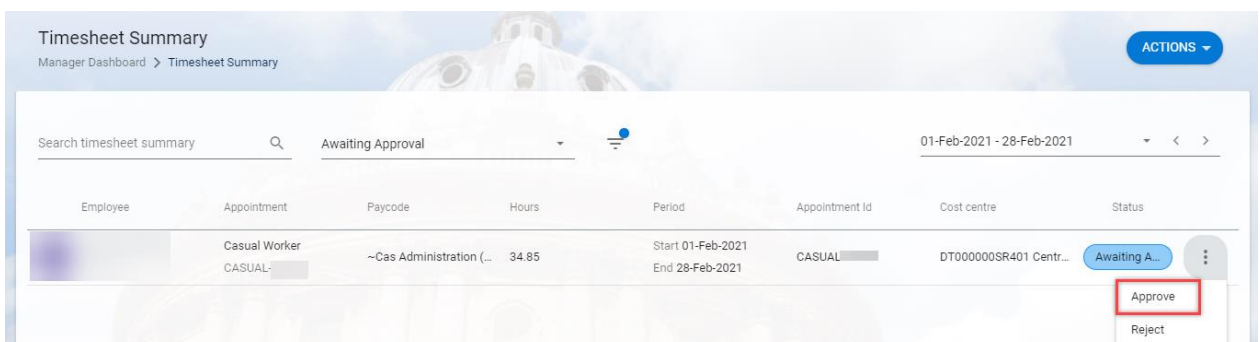 Timesheet Summary
Manager Dashboard > Timesheet Summary
ACTIONS
Search timesheet summary
Awaiting Approval
01-Feb-2021 - 28-Feb-2021
Employee Appointment Paycode Hours Period Appointment Id Cost centre Status
Casual Worker
CASUAL-
~Cas Administration (...
34.85
Start 01-Feb-2021
End 28-Feb-2021
CASUAL
DT000000SR401 Centr...
Awaiting A...
Approve
Reject